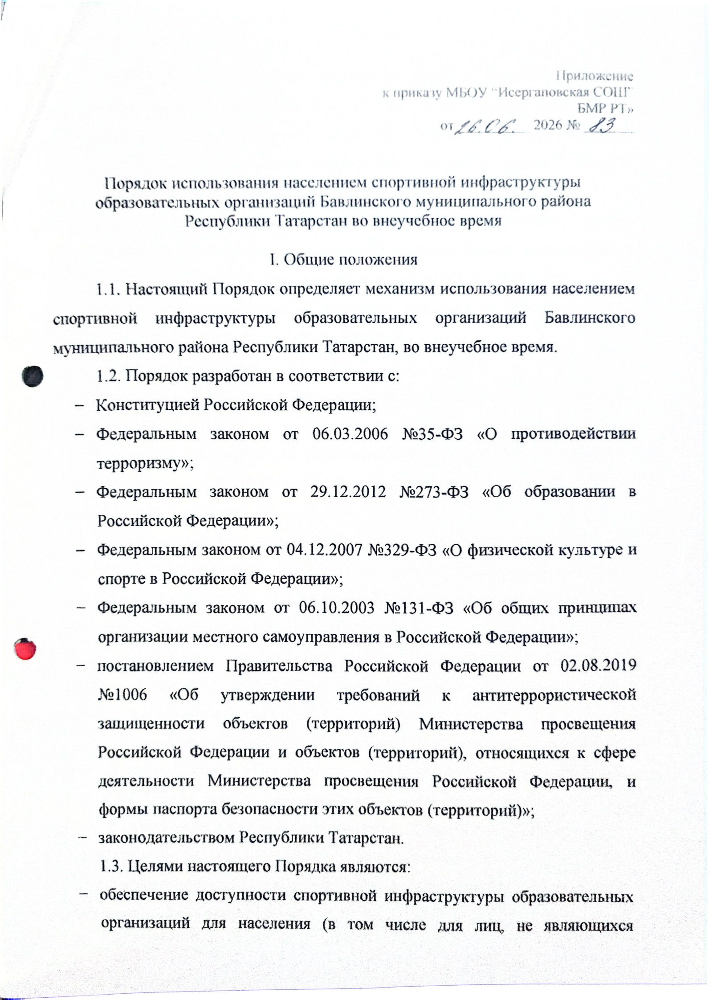 Приложение
к приказу МБОУ “Исергаповская СОШ”
БМР РТ»
от 26.06. 2026 № 83
Порядок использования населением спортивной инфраструктуры
образовательных организаций Бавлинского муниципального района
Республики Татарстан во внеучебное время
I. Общие положения
1.1. Настоящий Порядок определяет механизм использования населением
спортивной инфраструктуры образовательных организаций Бавлинского
муниципального района Республики Татарстан, во внеучебное время.
1.2. Порядок разработан в соответствии с:
– Конституцией Российской Федерации;
– Федеральным законом от 06.03.2006 №35-ФЗ «О противодействии
терроризму»;
– Федеральным законом от 29.12.2012 №273-ФЗ «Об образовании в
Российской Федерации»;
– Федеральным законом от 04.12.2007 №329-ФЗ «О физической культуре и
спорте в Российской Федерации»;
– Федеральным законом от 06.10.2003 №131-ФЗ «Об общих принципах
организации местного самоуправления в Российской Федерации»;
– постановлением Правительства Российской Федерации от 02.08.2019
№1006 «Об утверждении требований к антитеррористической
защищенности объектов (территорий) Министерства просвещения
Российской Федерации и объектов (территорий), относящихся к сфере
деятельности Министерства просвещения Российской Федерации, и
формы паспорта безопасности этих объектов (территорий)»;
– законодательством Республики Татарстан.
1.3. Целями настоящего Порядка являются:
– обеспечение доступности спортивной инфраструктуры образовательных
организаций для населения (в том числе для лиц, не являющихся